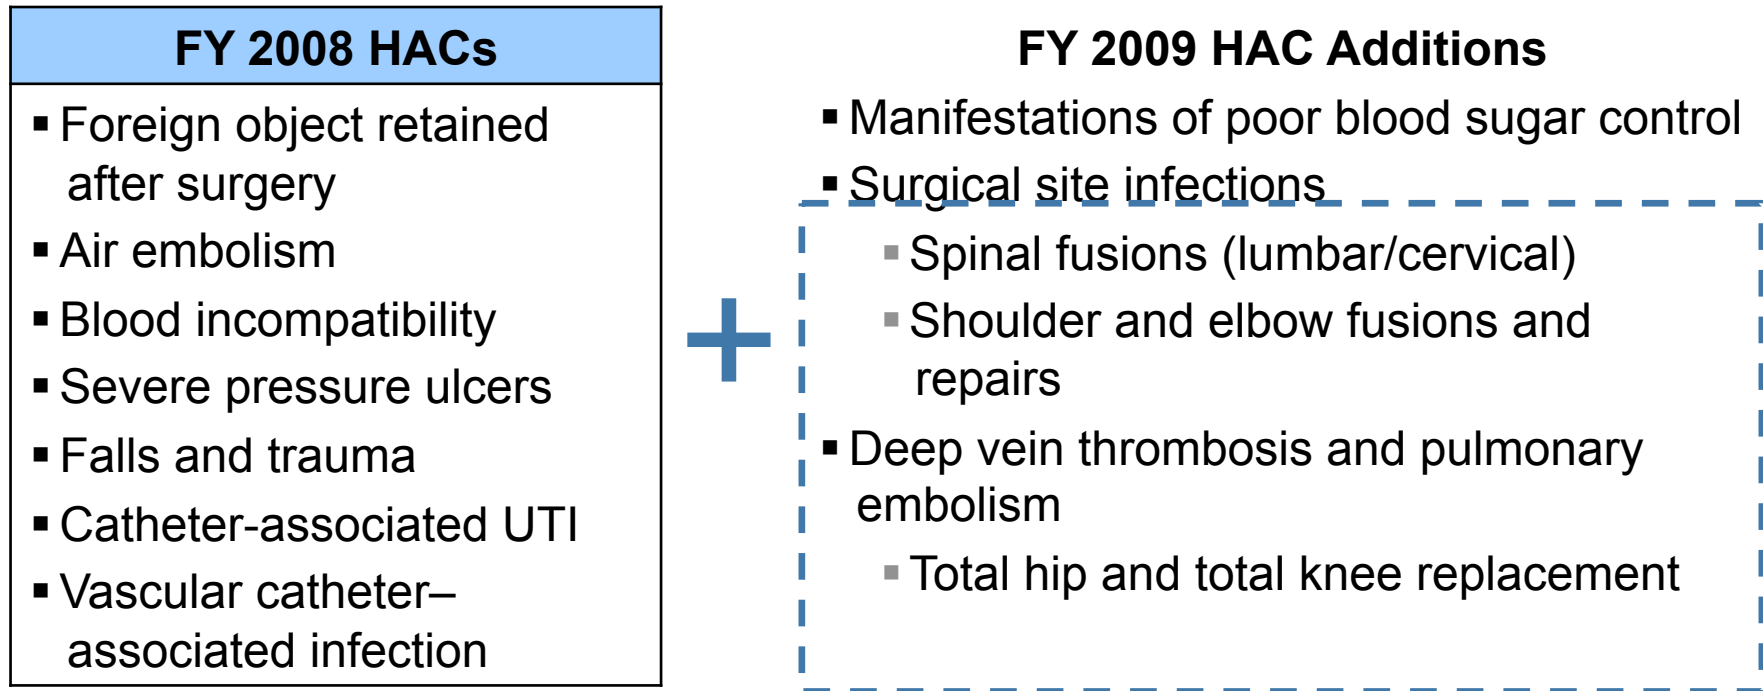 FY 2008 HACs
▪ Foreign object retained
after surgery
▪ Air embolism
▪ Blood incompatibility
▪ Severe pressure ulcers
▪ Falls and trauma
▪ Catheter-associated UTI
▪ Vascular catheter–
associated infection
+
FY 2009 HAC Additions
▪ Manifestations of poor blood sugar control
▪ Surgical site infections
▪ Spinal fusions (lumbar/cervical)
▪ Shoulder and elbow fusions and
repairs
▪ Deep vein thrombosis and pulmonary
embolism
▪ Total hip and total knee replacement